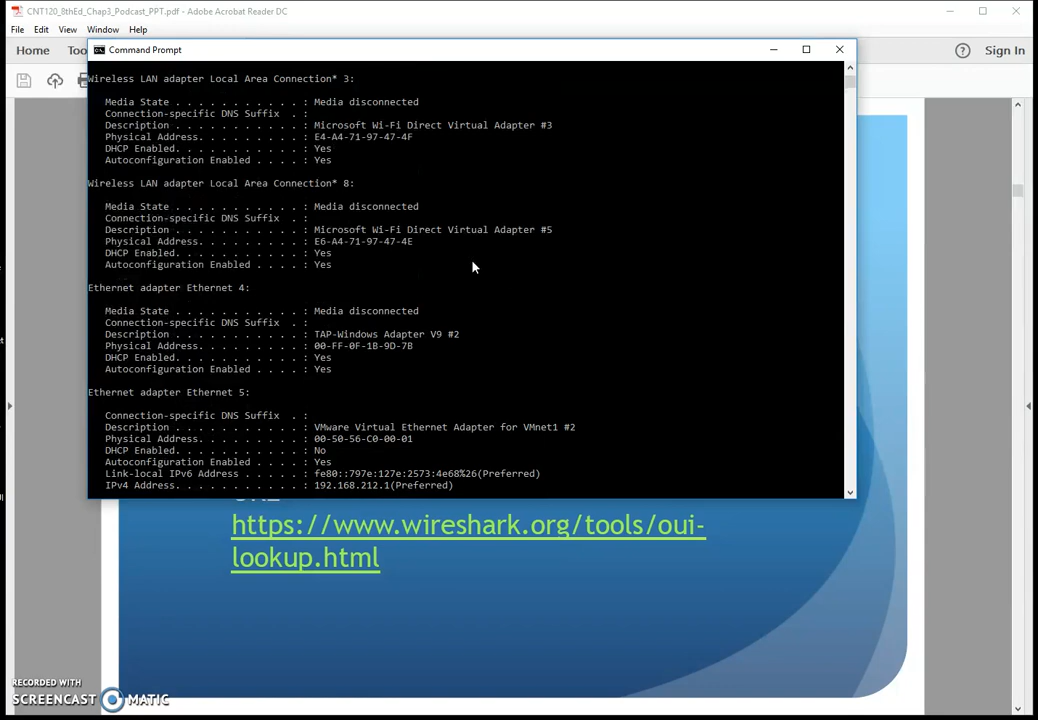 CNT120_8thEd_Chap3_Podcast_PPT.pdf - Adobe Acrobat Reader DC
File Edit View Window Help
Home Too
Sign In
Command Prompt
Wireless LAN adapter Local Area Connection* 3:
Media State . . . . . . . . . . . : Media disconnected
Connection-specific DNS Suffix . :
Description . . . . . . . . . . . : Microsoft Wi-Fi Direct Virtual Adapter #3
Physical Address. . . . . . . . . : E4-A4-71-97-47-4F
DHCP Enabled. . . . . . . . . . . : Yes
Autoconfiguration Enabled . . . . : Yes
Wireless LAN adapter Local Area Connection* 8:
Media State . . . . . . . . . . . : Media disconnected
Connection-specific DNS Suffix . :
Description . . . . . . . . . . . : Microsoft Wi-Fi Direct Virtual Adapter #5
Physical Address. . . . . . . . . : E6-A4-71-97-47-4E
DHCP Enabled. . . . . . . . . . . : Yes
Autoconfiguration Enabled . . . . : Yes
Ethernet adapter Ethernet 4:
Media State . . . . . . . . . . . : Media disconnected
Connection-specific DNS Suffix . :
Description . . . . . . . . . . . : TAP-Windows Adapter V9 #2
Physical Address. . . . . . . . . : 00-FF-0F-1B-9D-7B
DHCP Enabled. . . . . . . . . . . : Yes
Autoconfiguration Enabled . . . . : Yes
Ethernet adapter Ethernet 5:
Connection-specific DNS Suffix . :
Description . . . . . . . . . . . : VMware Virtual Ethernet Adapter for VMnet1 #2
Physical Address. . . . . . . . . : 00-50-56-C0-00-01
DHCP Enabled. . . . . . . . . . . : No
Autoconfiguration Enabled . . . . : Yes
Link-local IPv6 Address . . . . . : fe80::797e:127e:2573:4e68%26(Preferred)
IPv4 Address. . . . . . . . . . . : 192.168.212.1(Preferred)
https://www.wireshark.org/tools/oui-
lookup.html
RECORDED WITH
SCREENCAST MATIC